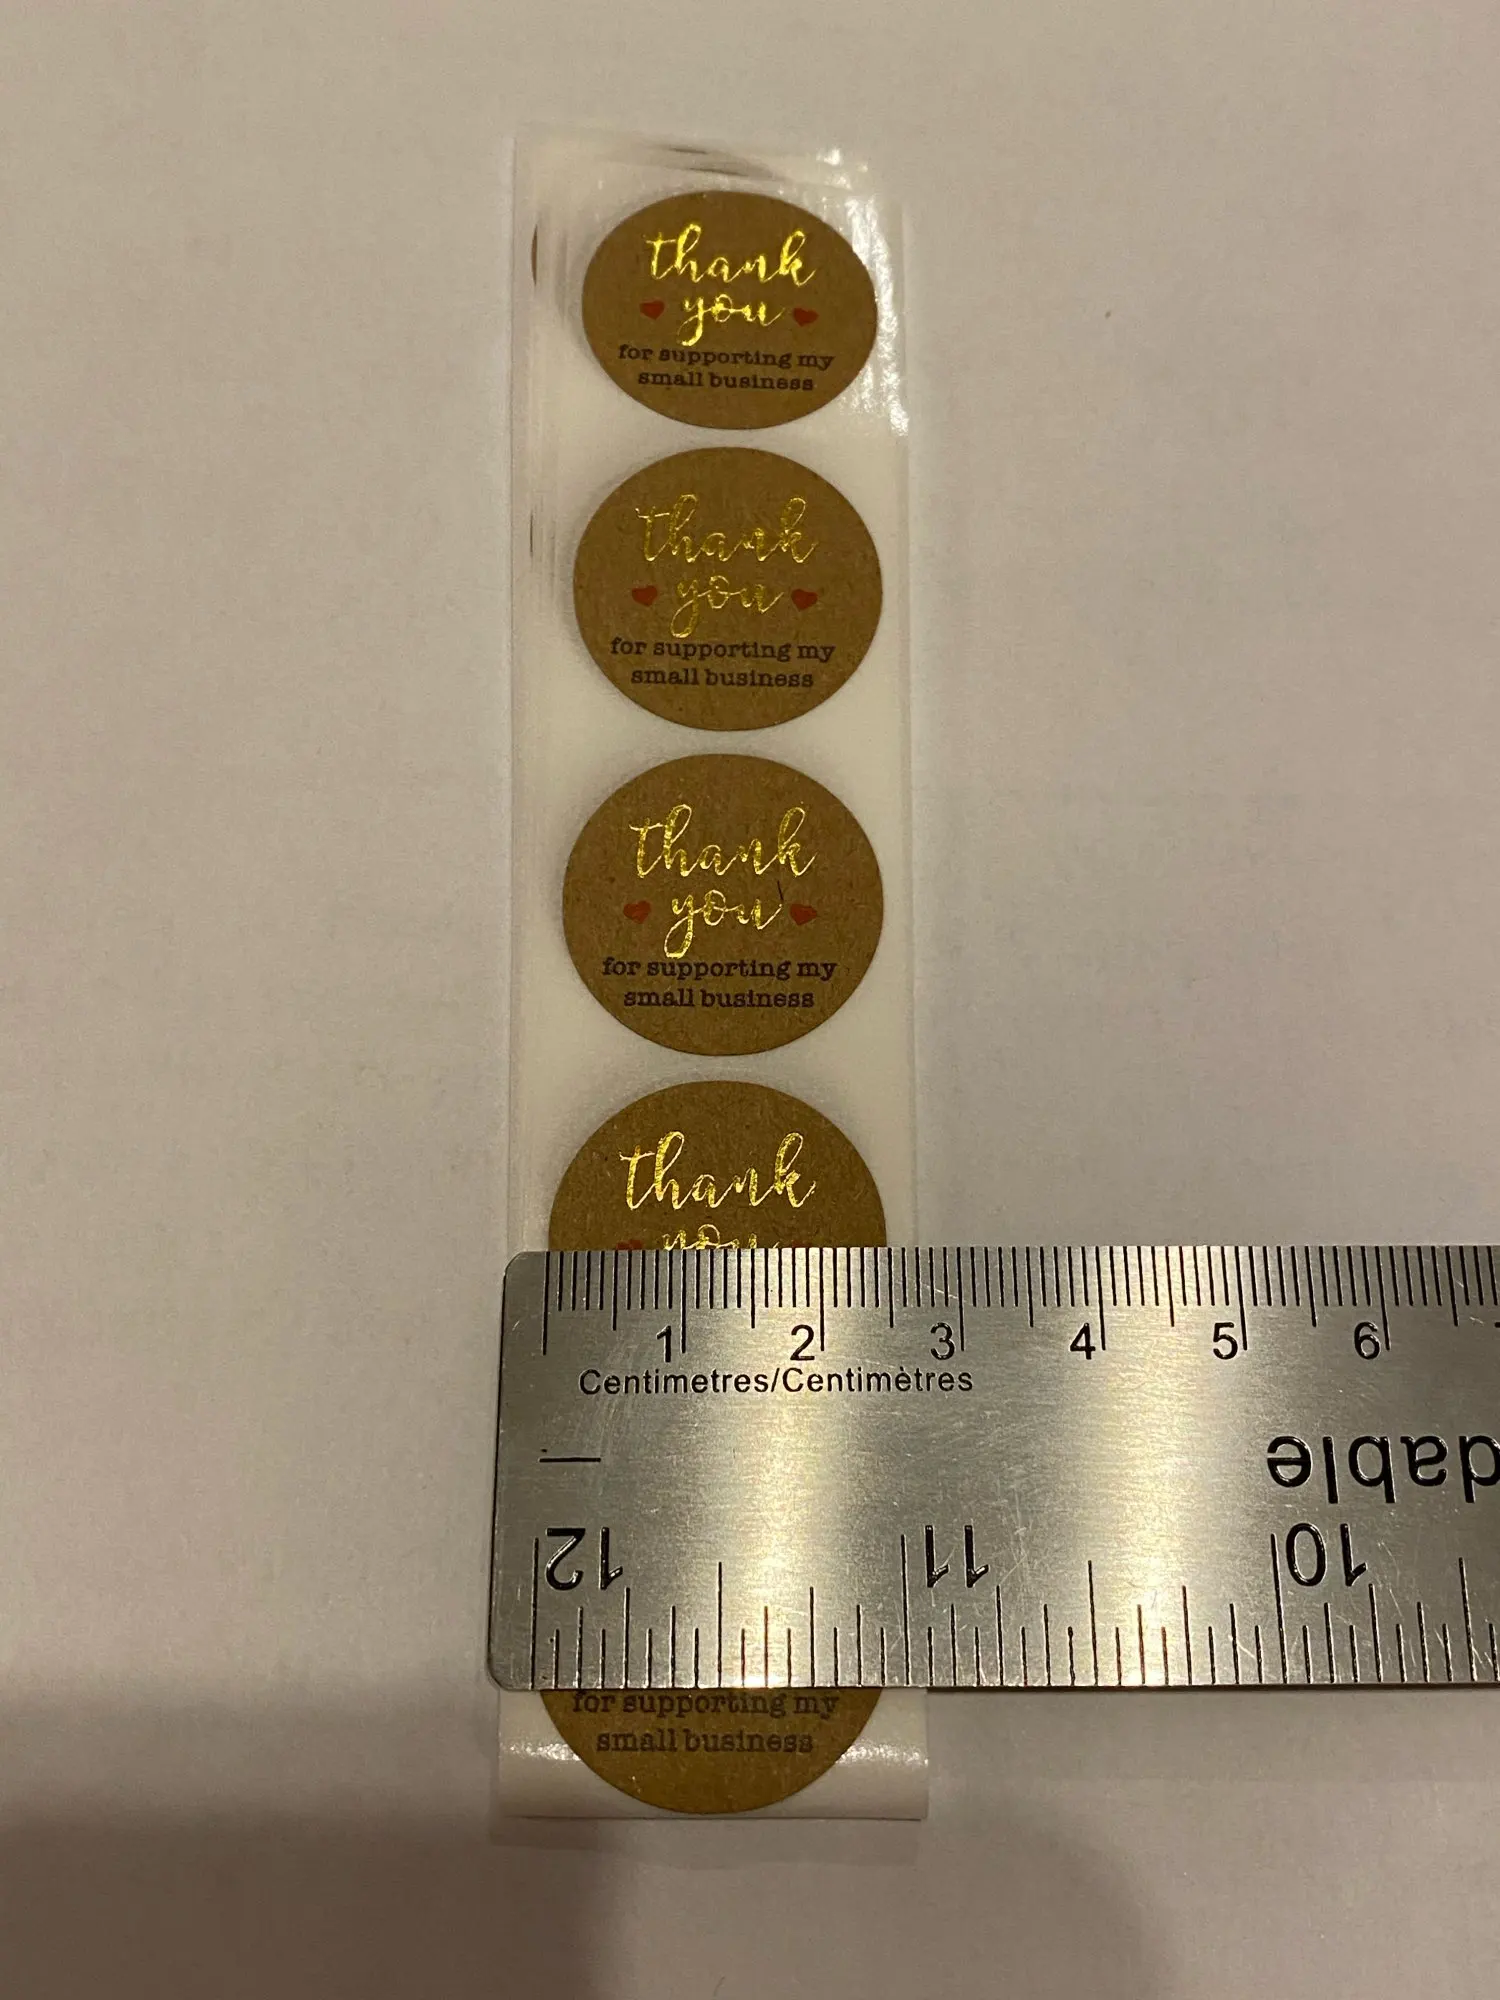 thank
you
for supporting my
small business
thank
you
for supporting my
small business
thank
you
for supporting my
small business
thank
you
1 2 3 4 5 6
Centimetres/Centimètres
dable
12 11 10
for supporting my
small business